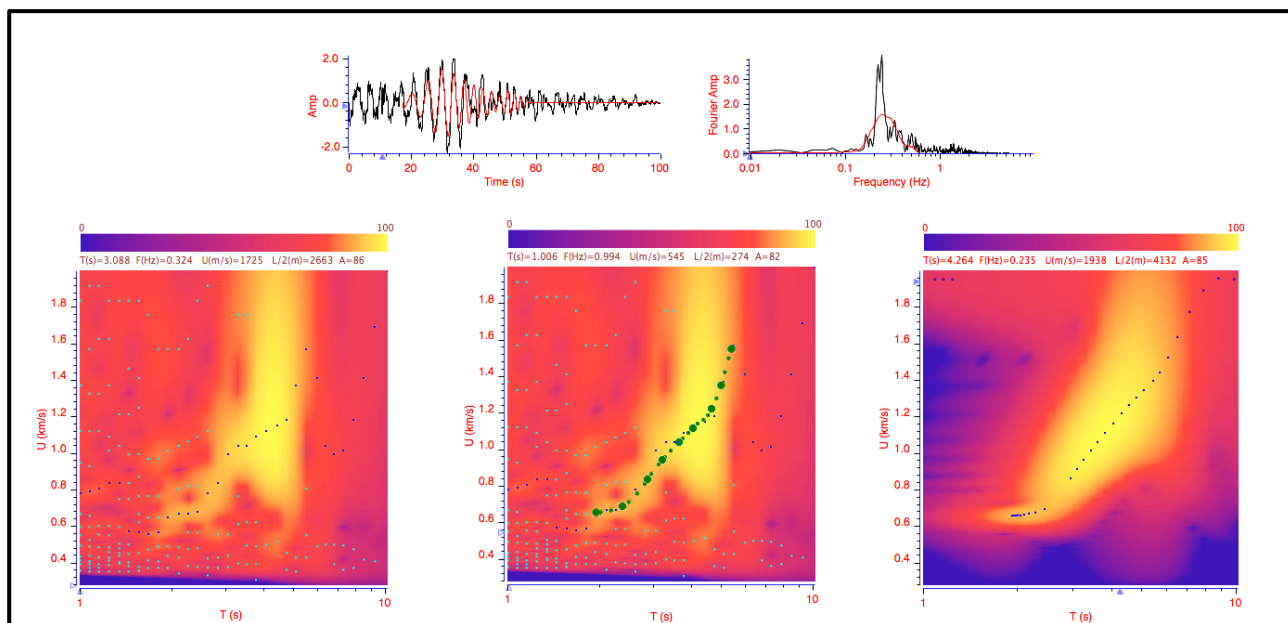 2.0
0.0
-2.0
Amp
0 20 40 60 80 100
Time (s)
3.0
2.0
1.0
0.0
Fourier Amp
0.01 0.1 1
Frequency (Hz)
0 100
T(s)=3.088 F(Hz)=0.324 U(m/s)=1725 L/2(m)=2663 A=86
1.8
1.6
1.4
1.2
1.0
0.8
0.6
0.4
U (km/s)
1 10
T (s)
0 100
T(s)=1.006 F(Hz)=0.994 U(m/s)=545 L/2(m)=274 A=82
1.8
1.6
1.4
1.2
1.0
0.8
0.6
0.4
U (km/s)
1 10
T (s)
0 100
T(s)=4.264 F(Hz)=0.235 U(m/s)=1938 L/2(m)=4132 A=85
1.8
1.6
1.4
1.2
1.0
0.8
0.6
0.4
U (km/s)
1 10
T (s)